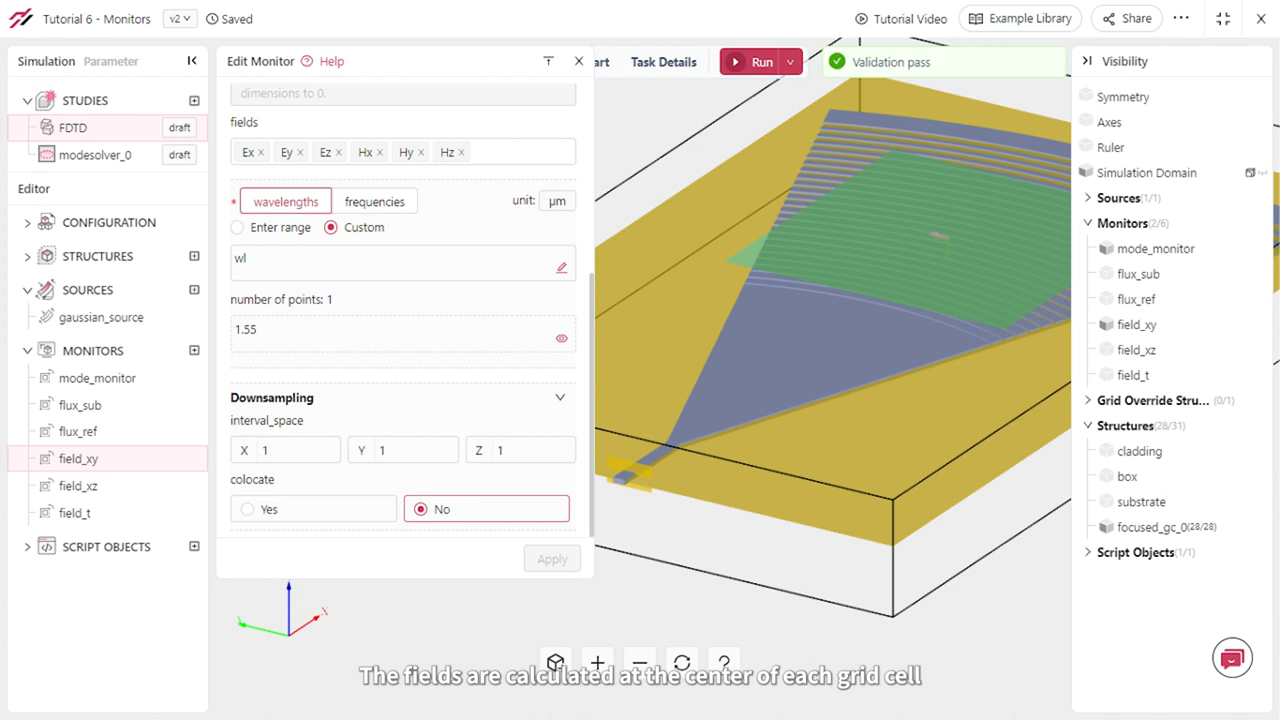 Tutorial 6 - Monitors
v2
Saved
Tutorial Video
Example Library
Share
Simulation
Parameter
STUDIES
FDTD
draft
modesolver_0
draft
Editor
CONFIGURATION
STRUCTURES
SOURCES
gaussian_source
MONITORS
mode_monitor
flux_sub
flux_ref
field_xy
field_xz
field_t
SCRIPT OBJECTS
Edit Monitor
Help
dimensions to 0.
fields
Ex × Ey × Ez × Hx × Hy × Hz ×
* wavelengths frequencies
unit: μm
Enter range Custom
wl
number of points: 1
1.55
Downsampling
interval_space
X 1 Y 1 Z 1
colocate
Yes No
Apply
art
Task Details
Run
Validation pass
X
The fields are calculated at the center of each grid cell
Visibility
Symmetry
Axes
Ruler
Simulation Domain
Sources(1/1)
Monitors(2/6)
mode_monitor
flux_sub
flux_ref
field_xy
field_xz
field_t
Grid Override Stru... (0/1)
Structures(28/31)
cladding
box
substrate
focused_gc_0(28/28)
Script Objects(1/1)